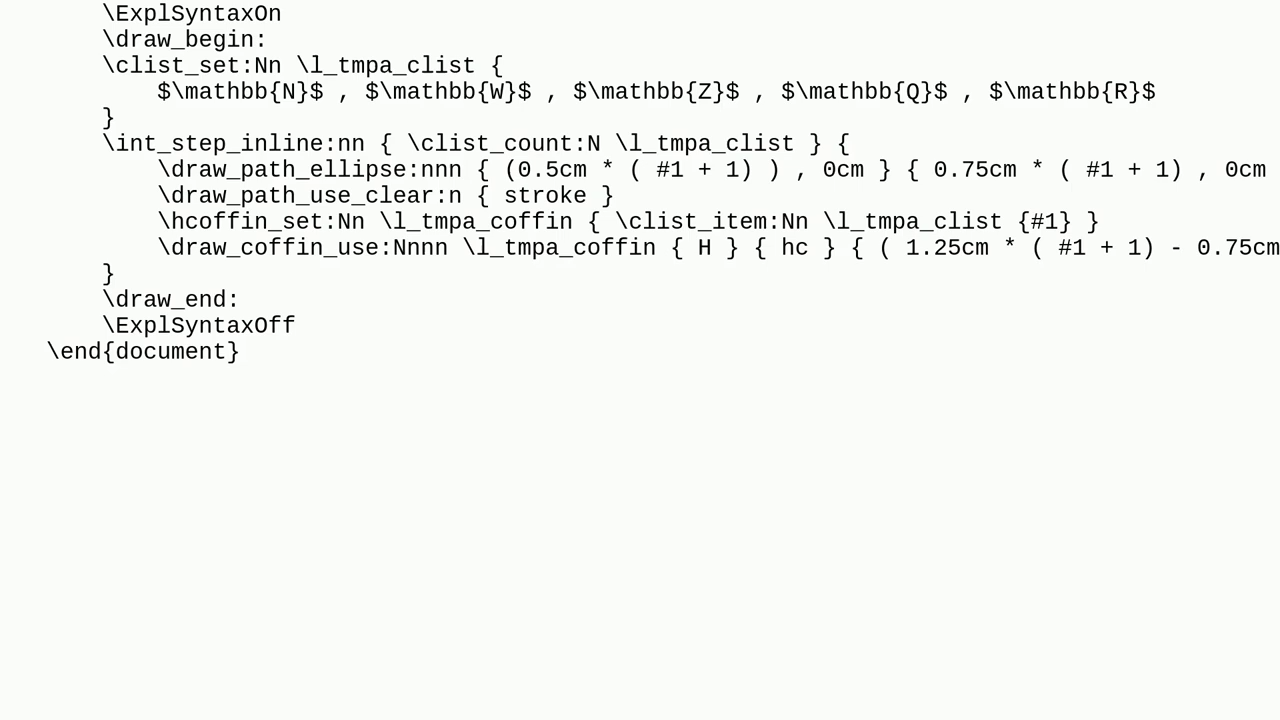 \ExplSyntaxOn
\draw_begin:
\clist_set:Nn \l_tmpa_clist {
$\mathbb{N}$ , $\mathbb{W}$ , $\mathbb{Z}$ , $\mathbb{Q}$ , $\mathbb{R}$
}
\int_step_inline:nn { \clist_count:N \l_tmpa_clist } {
\draw_path_ellipse:nnn { (0.5cm * ( #1 + 1) ) , 0cm } { 0.75cm * ( #1 + 1) , 0cm
\draw_path_use_clear:n { stroke }
\hcoffin_set:Nn \l_tmpa_coffin { \clist_item:Nn \l_tmpa_clist {#1} }
\draw_coffin_use:Nnnn \l_tmpa_coffin { H } { hc } { ( 1.25cm * ( #1 + 1) - 0.75cm
}
\draw_end:
\ExplSyntaxOff
\end{document}